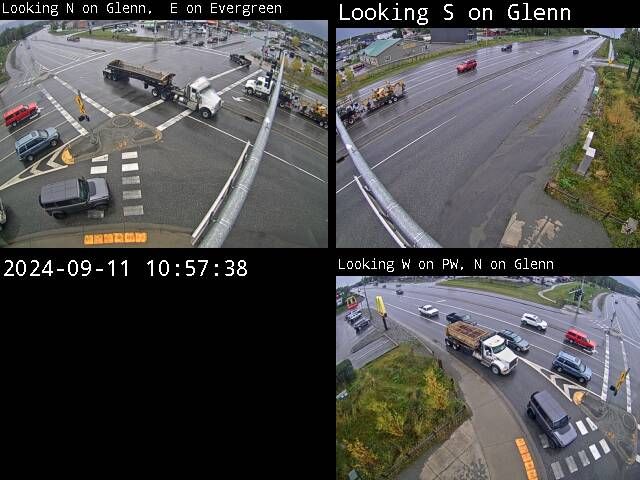 Looking N on Glenn,  E on Evergreen
Looking S on Glenn
2024-09-11 10:57:38
Looking W on PW, N on Glenn